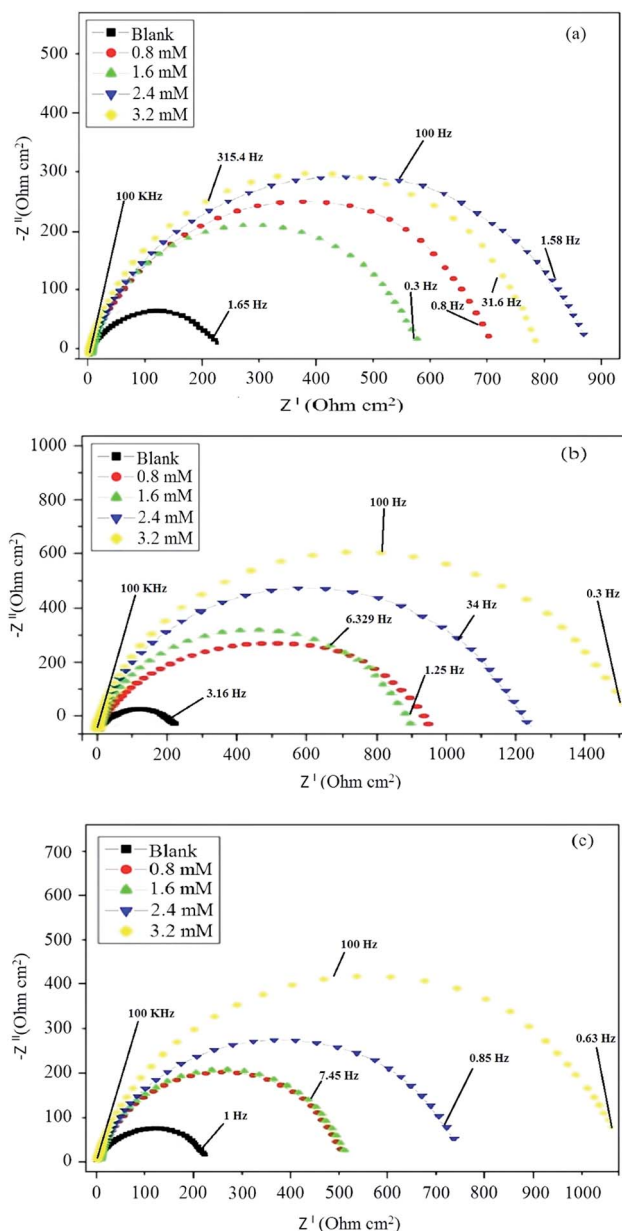 (a)
Blank
0.8 mM
1.6 mM
2.4 mM
3.2 mM
500
400
300
200
100
0
-Z II (Ohm cm2)
100 KHz
315.4 Hz
100 Hz
1.58 Hz
1.65 Hz
0.3 Hz
0.8 Hz
31.6 Hz
0 100 200 300 400 500 600 700 800 900
Z I (Ohm cm2)
(b)
Blank
0.8 mM
1.6 mM
2.4 mM
3.2 mM
1000
800
600
400
200
0
-Z II (Ohm cm2)
100 KHz
100 Hz
0.3 Hz
6.329 Hz
34 Hz
3.16 Hz
1.25 Hz
0 200 400 600 800 1000 1200 1400
Z I (Ohm cm2)
(c)
Blank
0.8 mM
1.6 mM
2.4 mM
3.2 mM
700
600
500
400
300
200
100
0
-Z II (Ohm cm2)
100 KHz
100 Hz
0.63 Hz
7.45 Hz
0.85 Hz
1 Hz
0 100 200 300 400 500 600 700 800 900 1000
Z I (Ohm cm2)